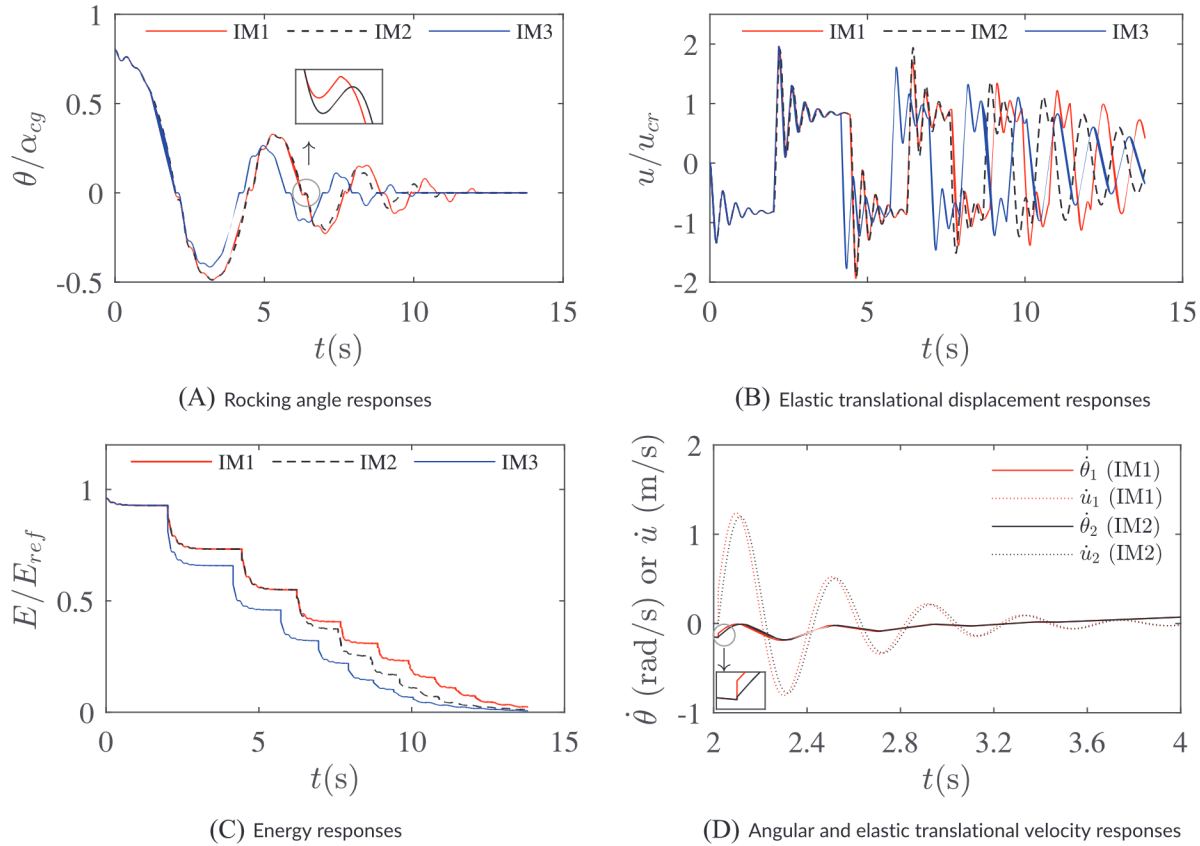 1
IM1 IM2 IM3
0.5
0
-0.5
θ/α_cg
0 5 10 15
t(s)
(A) Rocking angle responses
2
IM1 IM2 IM3
1
0
-1
-2
u/u_cr
0 5 10 15
t(s)
(B) Elastic translational displacement responses
1
IM1 IM2 IM3
0.5
0
E/E_ref
0 5 10 15
t(s)
(C) Energy responses
2
1
0
-1
θ̇ (rad/s) or u̇ (m/s)
θ̇₁ (IM1)
u̇₁ (IM1)
θ̇₂ (IM2)
u̇₂ (IM2)
2 2.4 2.8 3.2 3.6 4
t(s)
(D) Angular and elastic translational velocity responses